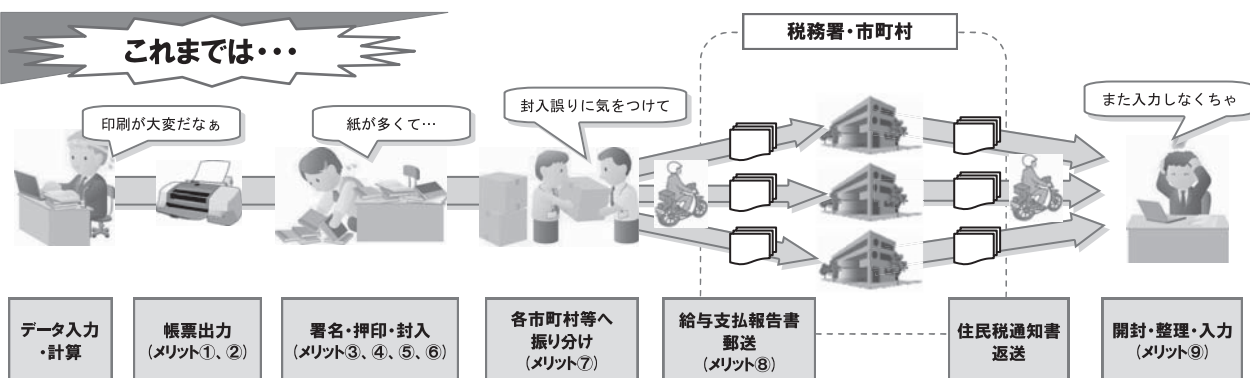 これまでは・・・
税務署・市町村
印刷が大変だなぁ
紙が多くて…
封入誤りに気をつけて
また入力しなくちゃ
データ入力
・計算
帳票出力
（メリット①、②）
署名・押印・封入
（メリット③、④、⑤、⑥）
各市町村等へ
振り分け
（メリット⑦）
給与支払報告書
郵送
（メリット⑧）
住民税通知書
返送
開封・整理・入力
（メリット⑨）